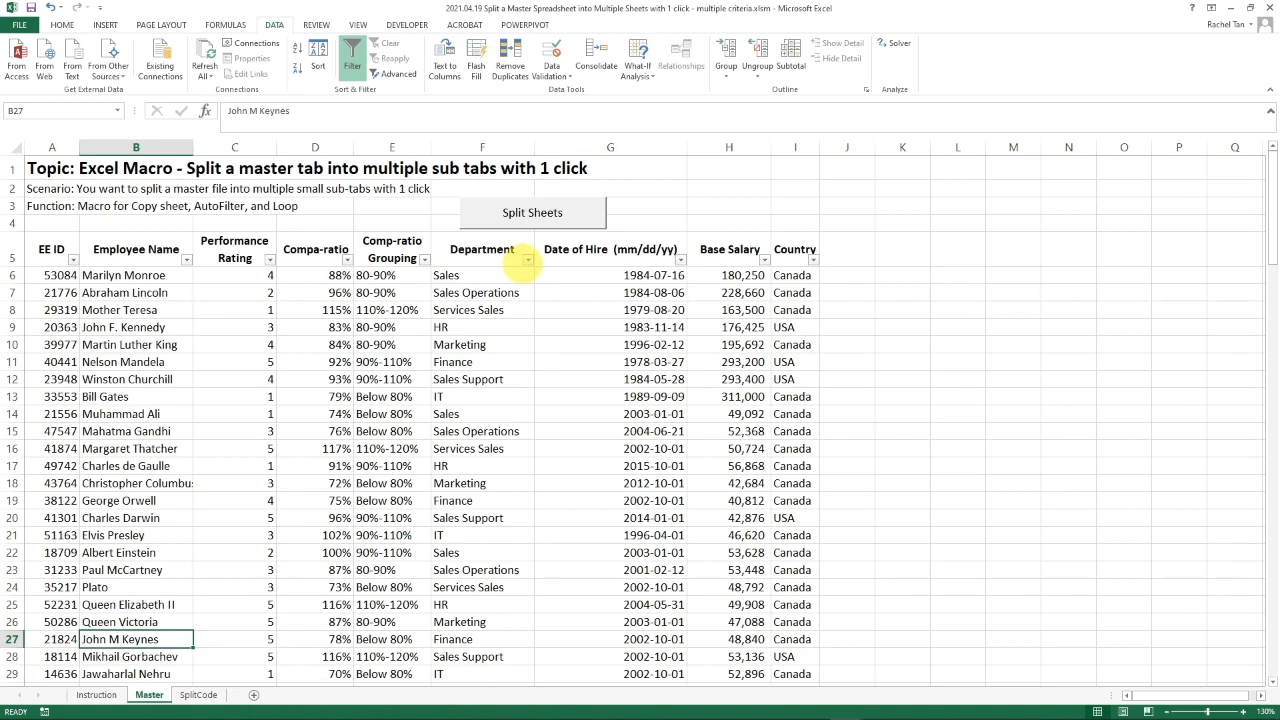 2021.04.19 Split a Master Spreadsheet into Multiple Sheets with 1 click - multiple criteria.xlsm - Microsoft Excel
FILE HOME INSERT PAGE LAYOUT FORMULAS DATA REVIEW VIEW DEVELOPER ACROBAT POWERPIVOT Rachel Tan
From Access
From Web
From Text
From Other Sources
Existing Connections
Refresh All
Connections
Properties
Edit Links
Sort
Filter
Clear
Reapply
Advanced
Text to Columns
Flash Fill
Remove Duplicates
Data Validation
Consolidate
What-If Analysis
Relationships
Group
Ungroup
Subtotal
Show Detail
Hide Detail
Solver
Get External Data Connections Sort & Filter Data Tools Outline Analyze
B27 fx John M Keynes
A B C D E F G H I J K L M N O P Q
1 Topic: Excel Macro - Split a master tab into multiple sub tabs with 1 click
2 Scenario: You want to split a master file into multiple small sub-tabs with 1 click
3 Function: Macro for Copy sheet, AutoFilter, and Loop Split Sheets
4
5 EE ID Employee Name Performance Rating Compa-ratio Comp-ratio Grouping Department Date of Hire (mm/dd/yy) Base Salary Country
6 53084 Marilyn Monroe 4 88% 80-90% Sales 1984-07-16 180,250 Canada
7 21776 Abraham Lincoln 2 96% 80-90% Sales Operations 1984-08-06 228,660 Canada
8 29319 Mother Teresa 1 115% 110%-120% Services Sales 1979-08-20 163,500 Canada
9 20363 John F. Kennedy 3 83% 80-90% HR 1983-11-14 176,425 USA
10 39977 Martin Luther King 4 84% 80-90% Marketing 1996-02-12 195,692 Canada
11 40441 Nelson Mandela 5 92% 90%-110% Finance 1978-03-27 293,200 USA
12 23948 Winston Churchill 4 93% 90%-110% Sales Support 1984-05-28 293,400 USA
13 33553 Bill Gates 1 79% Below 80% IT 1989-09-09 311,000 Canada
14 21556 Muhammad Ali 1 74% Below 80% Sales 2003-01-01 49,092 Canada
15 47547 Mahatma Gandhi 3 76% Below 80% Sales Operations 2004-06-21 52,368 Canada
16 41874 Margaret Thatcher 5 117% 110%-120% Services Sales 2002-10-01 50,724 Canada
17 49742 Charles de Gaulle 1 91% 90%-110% HR 2015-10-01 56,868 Canada
18 43764 Christopher Columbu 3 72% Below 80% Marketing 2012-10-01 42,684 Canada
19 38122 George Orwell 4 75% Below 80% Finance 2002-10-01 40,812 Canada
20 41301 Charles Darwin 5 96% 90%-110% Sales Support 2014-01-01 42,876 USA
21 51163 Elvis Presley 3 102% 90%-110% IT 1996-04-01 46,620 Canada
22 18709 Albert Einstein 2 100% 90%-110% Sales 2003-01-01 53,628 Canada
23 31233 Paul McCartney 3 87% 80-90% Sales Operations 2001-02-12 53,448 Canada
24 35217 Plato 3 73% Below 80% Services Sales 2002-10-01 48,792 Canada
25 52231 Queen Elizabeth II 5 116% 110%-120% HR 2004-05-31 49,908 Canada
26 50286 Queen Victoria 5 87% 80-90% Marketing 2003-01-01 47,088 Canada
27 21824 John M Keynes 5 78% Below 80% Finance 2002-10-01 48,840 Canada
28 18114 Mikhail Gorbachev 5 116% 110%-120% Sales Support 2002-10-01 53,136 USA
29 14636 Jawaharlal Nehru 1 70% Below 80% IT 2002-10-01 52,896 Canada
Instruction Master SplitCode
READY 130%